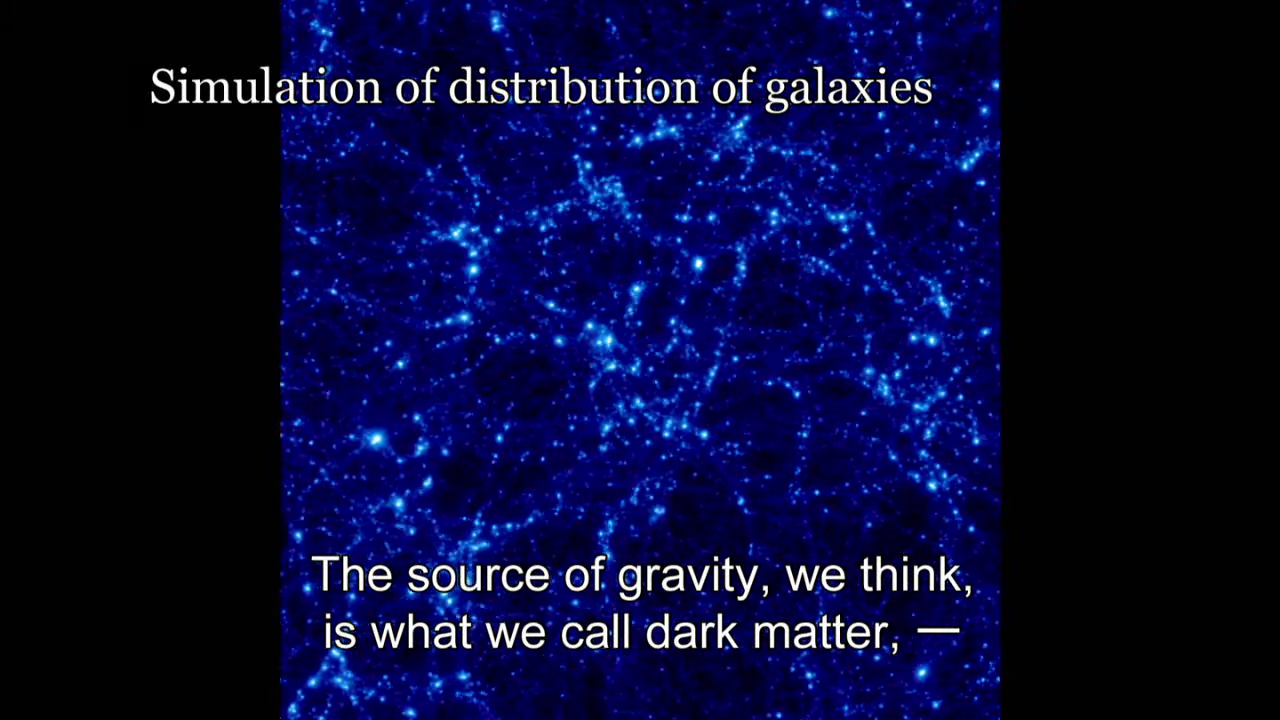 Simulation of distribution of galaxies
The source of gravity, we think,
is what we call dark matter, —